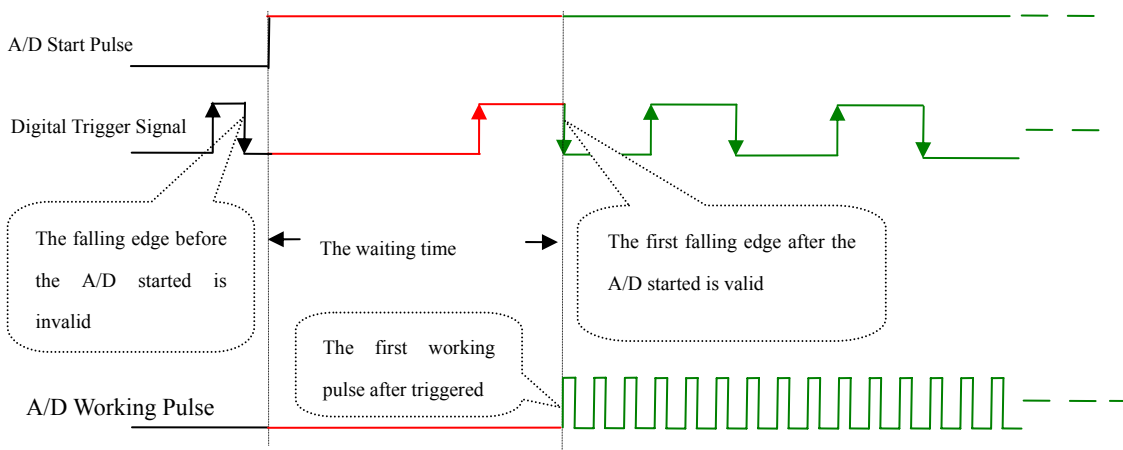 A/D Start Pulse
Digital Trigger Signal
The falling edge before
the A/D started is
invalid
The waiting time
The first falling edge after the
A/D started is valid
The first working
pulse after triggered
A/D Working Pulse